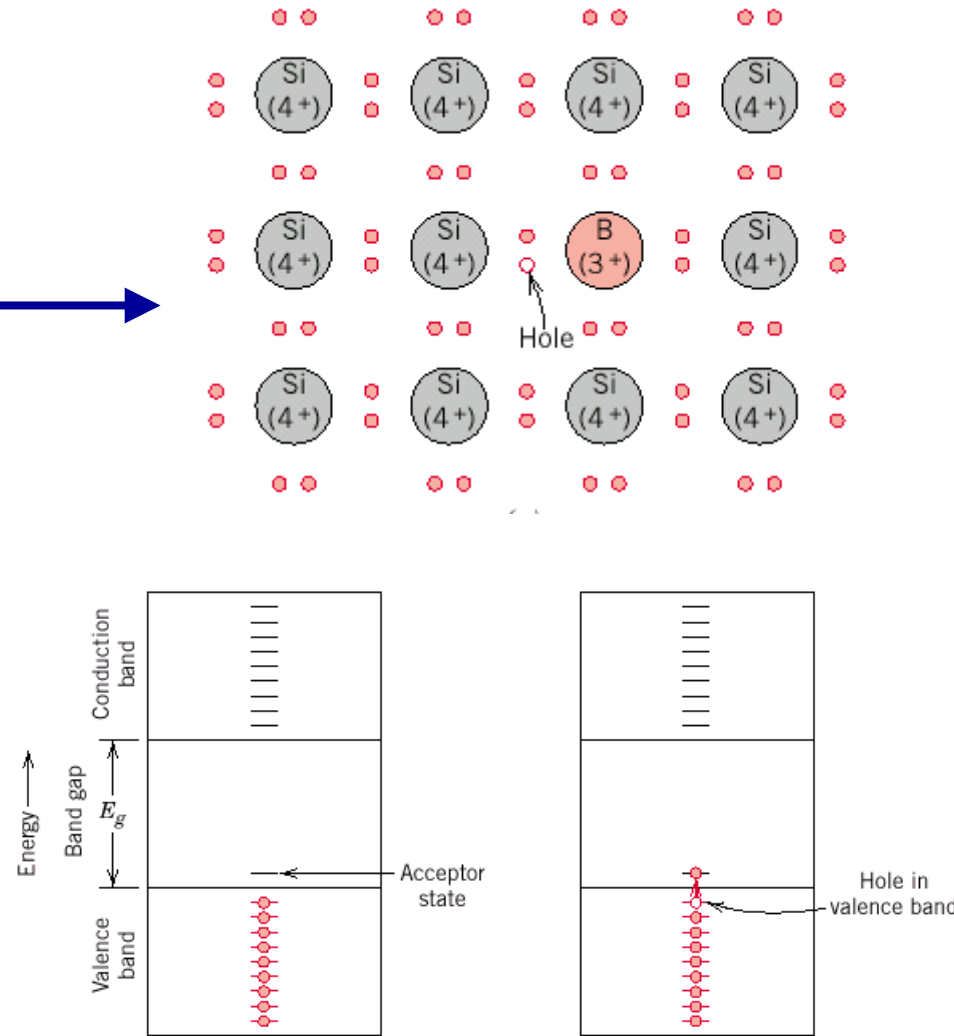 Si Si Si Si
(4+) (4+) (4+) (4+)
Si Si B Si
(4+) (4+) (3+) (4+)
Hole
Si Si Si Si
(4+) (4+) (4+) (4+)
Conduction
band
Energy
Band gap
Eg
Acceptor
state
Hole in
valence band
Valence
band